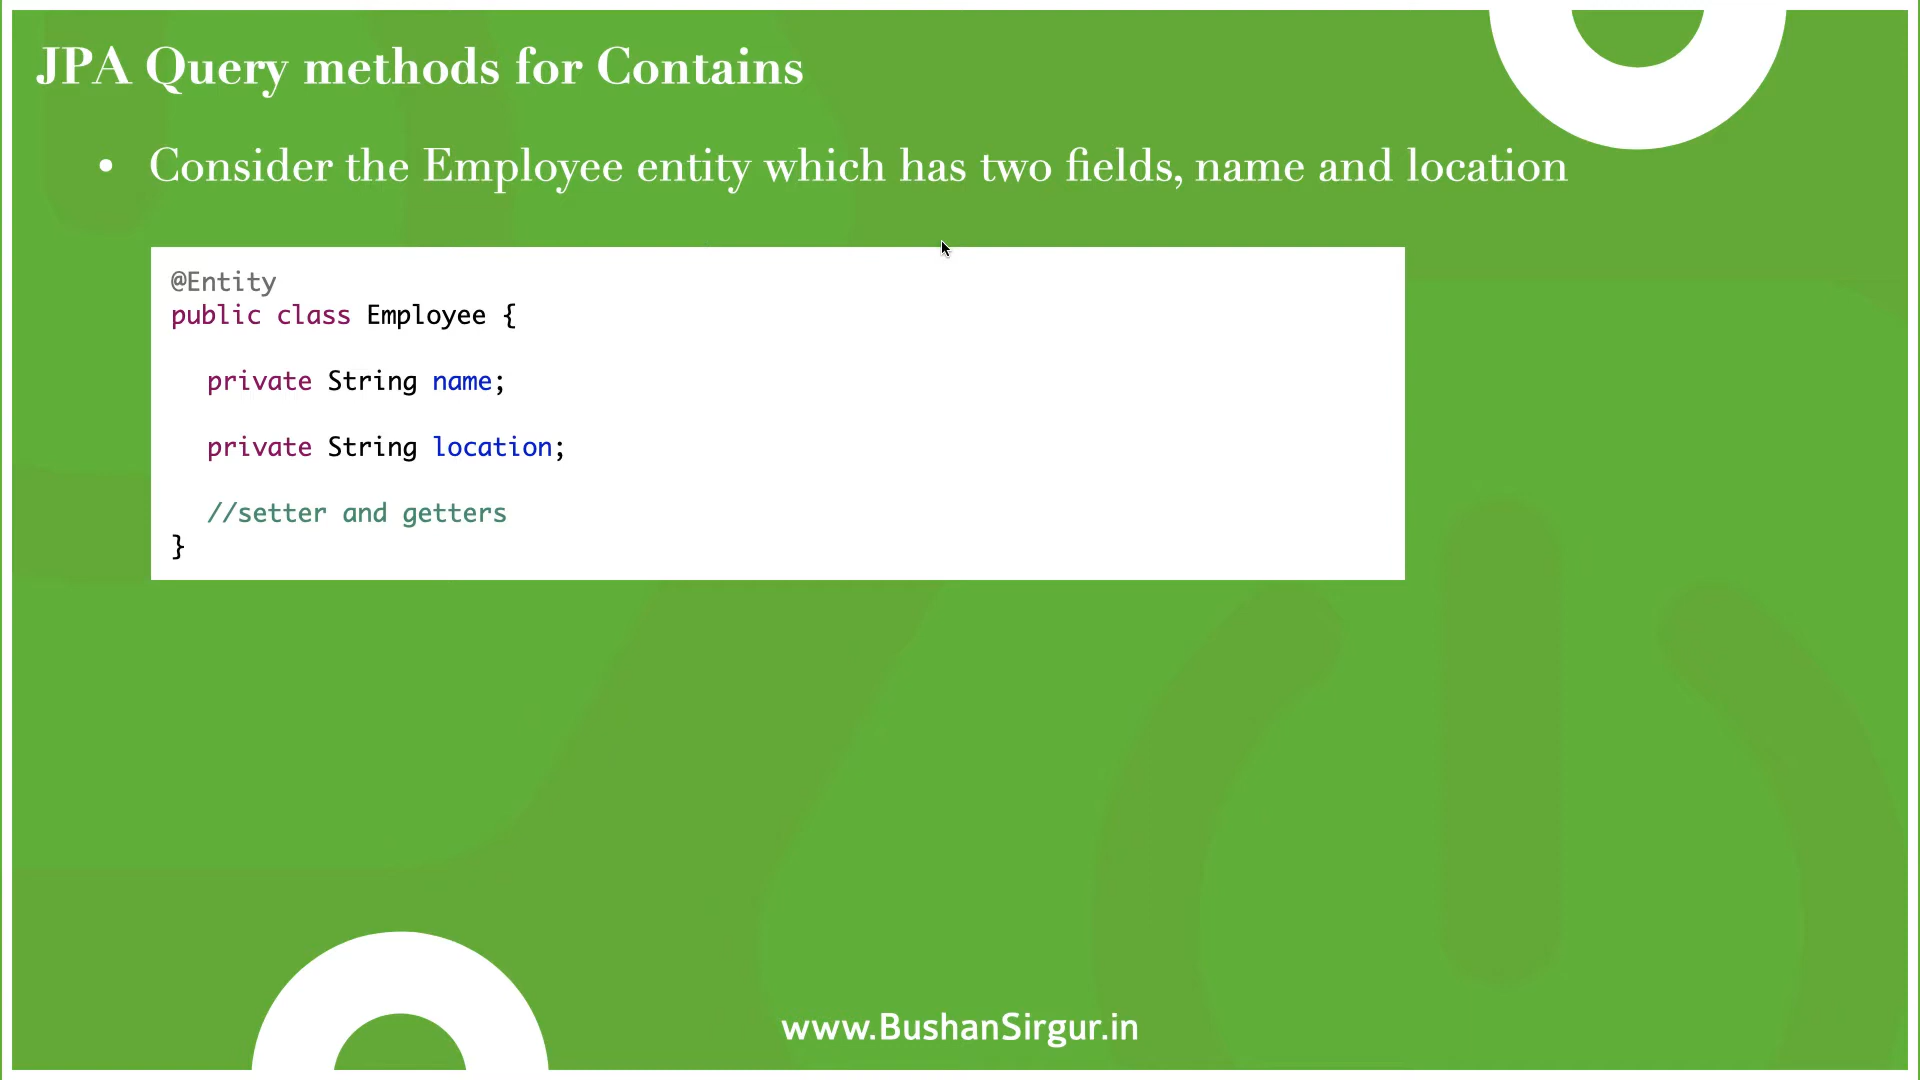 JPA Query methods for Contains
• Consider the Employee entity which has two fields, name and location
@Entity
public class Employee {
private String name;
private String location;
//setter and getters
}
www.BushanSirgur.in